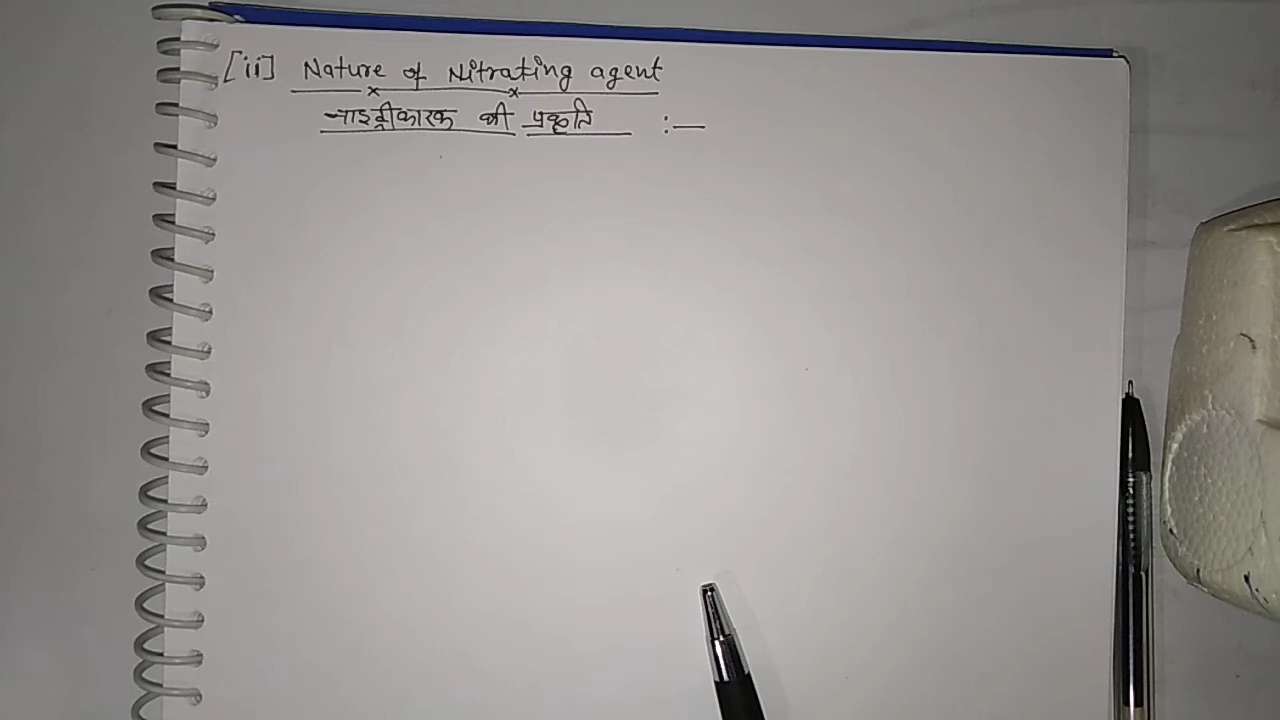 [ii] Nature of Nitrating agent
नाइट्रीकारक की प्रकृति :—